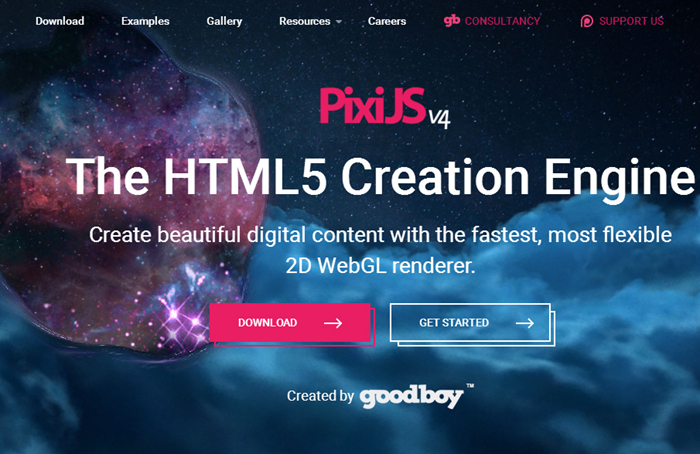 Download Examples Gallery Resources Careers gb CONSULTANCY SUPPORT US
PixiJS v4
The HTML5 Creation Engine
Create beautiful digital content with the fastest, most flexible
2D WebGL renderer.
DOWNLOAD GET STARTED
Created by goodboy™